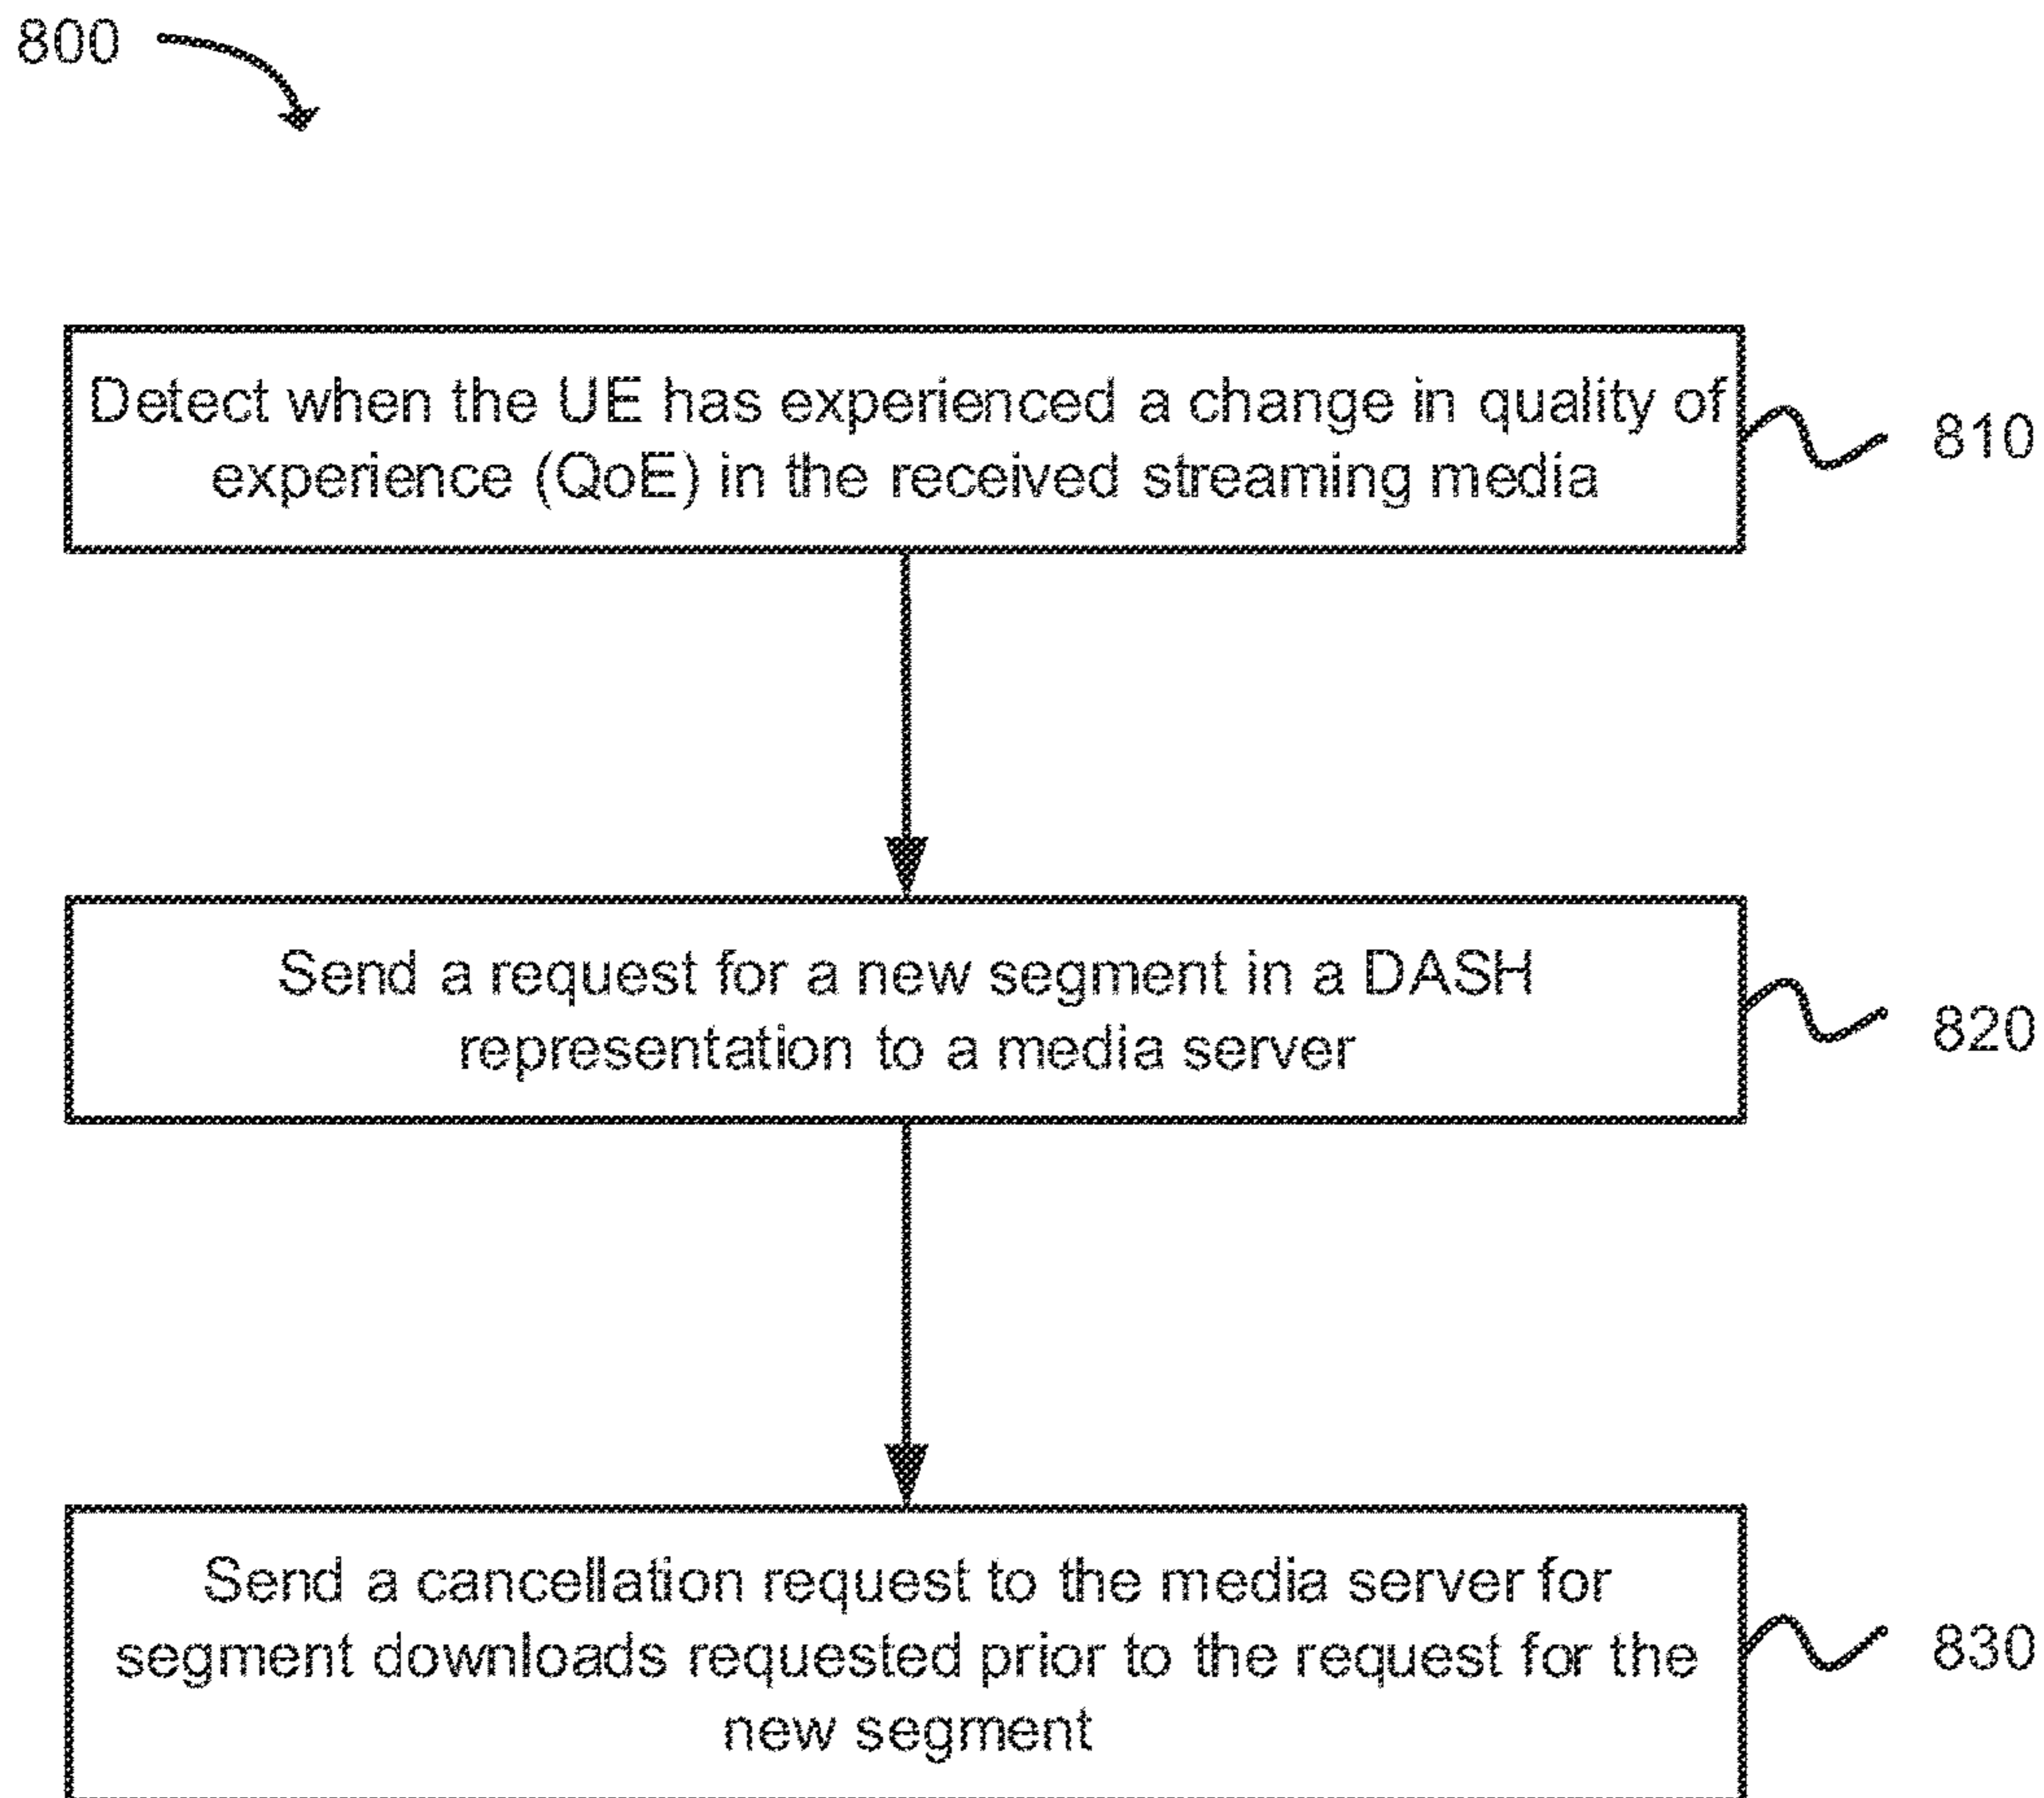 800
Detect when the UE has experienced a change in quality of
experience (QoE) in the received streaming media
810
Send a request for a new segment in a DASH
representation to a media server
820
Send a cancellation request to the media server for
segment downloads requested prior to the request for the
new segment
830